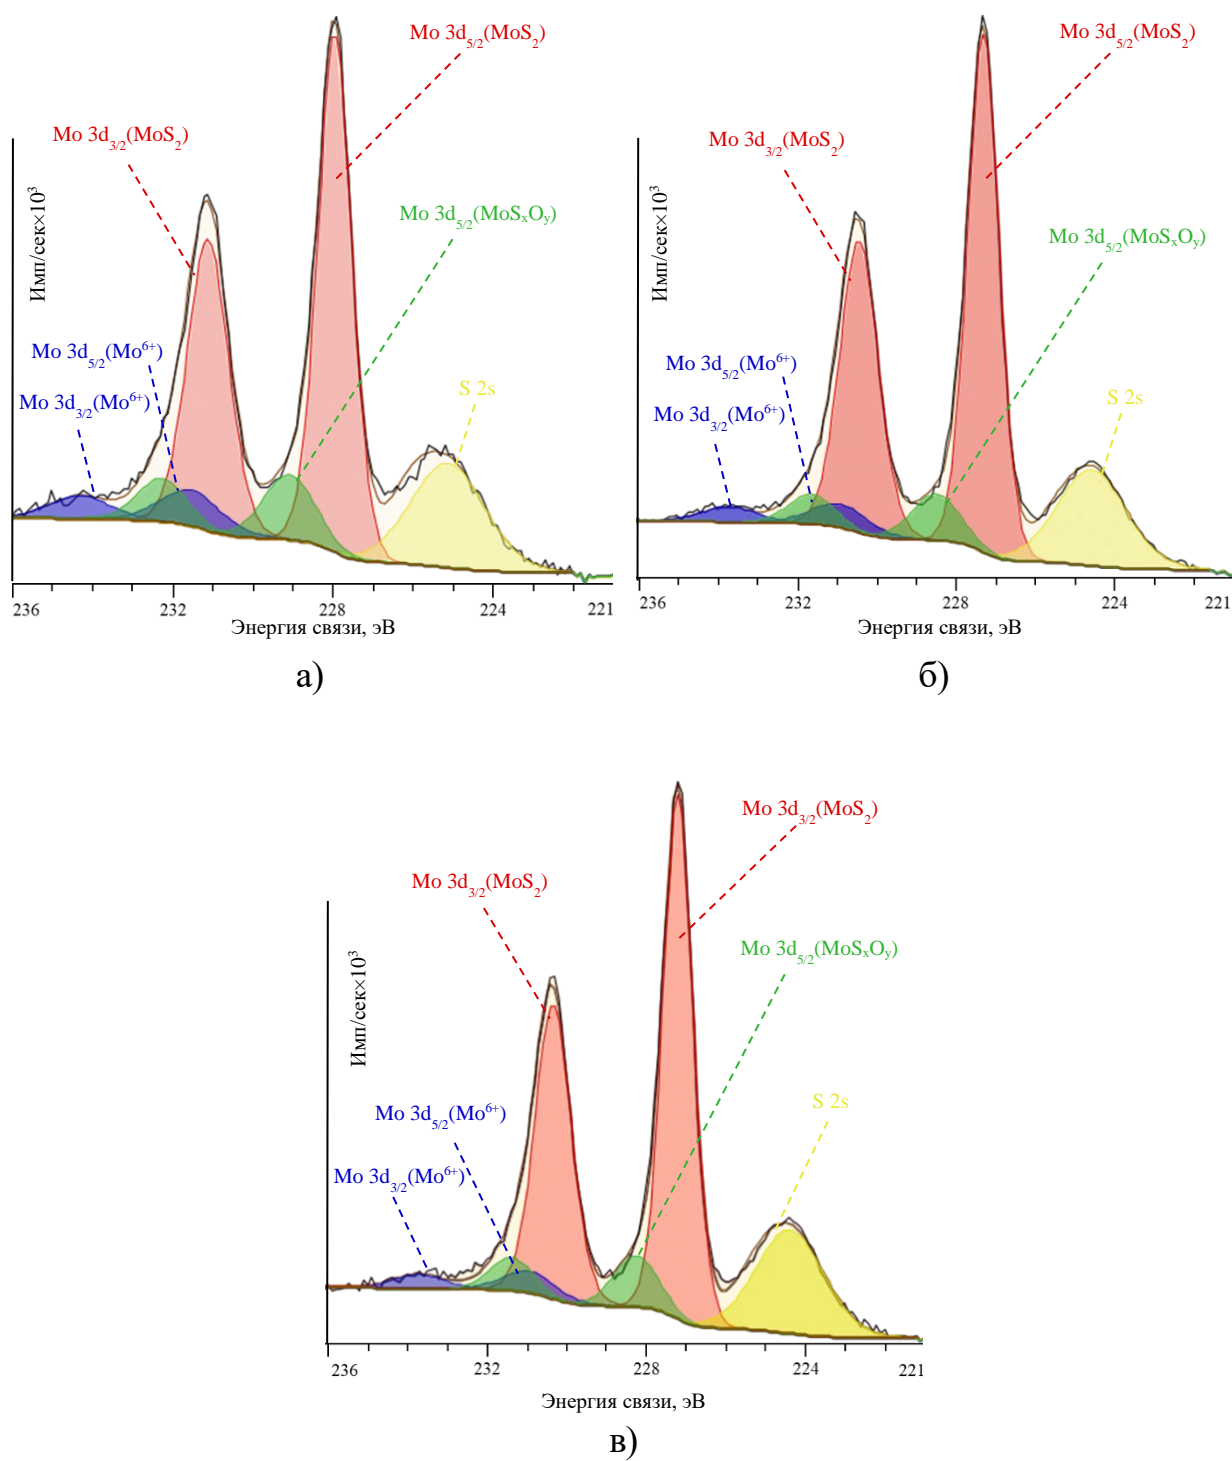 Mo 3d5/2(MoS2)
Mo 3d3/2(MoS2)
Mo 3d5/2(MoSxOy)
Имп/сек×10³
Mo 3d5/2(Mo⁶⁺)
Mo 3d3/2(Mo⁶⁺)
S 2s
236 232 228 224 221
Энергия связи, эВ
а)
Mo 3d5/2(MoS2)
Mo 3d3/2(MoS2)
Mo 3d5/2(MoSxOy)
Имп/сек×10³
Mo 3d5/2(Mo⁶⁺)
Mo 3d3/2(Mo⁶⁺)
S 2s
236 232 228 224 221
Энергия связи, эВ
б)
Mo 3d3/2(MoS2)
Mo 3d3/2(MoS2)
Mo 3d5/2(MoSxOy)
Имп/сек×10³
Mo 3d5/2(Mo⁶⁺)
Mo 3d3/2(Mo⁶⁺)
S 2s
236 232 228 224 221
Энергия связи, эВ
в)